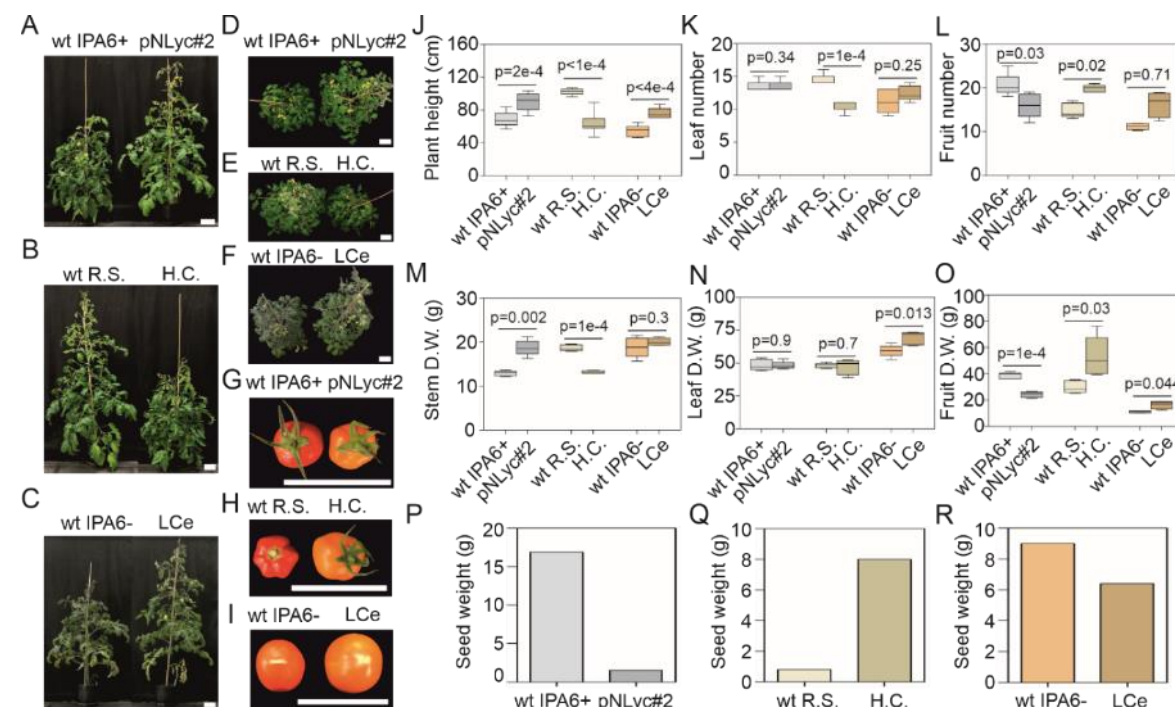 A
wt IPA6+ pNLyc#2
B
wt R.S. H.C.
C
wt IPA6- LCe
D
wt IPA6+ pNLyc#2
E
wt R.S. H.C.
F
wt IPA6- LCe
G
wt IPA6+ pNLyc#2
H
wt R.S. H.C.
I
wt IPA6- LCe
J
Plant height (cm)
160
120
80
40
0
p=2e-4
p<1e-4
p<4e-4
wt IPA6+
pNLyc#2
wt R.S.
H.C.
wt IPA6-
LCe
K
Leaf number
20
15
10
5
0
p=0.34
p=1e-4
p=0.25
wt IPA6+
pNLyc#2
wt R.S.
H.C.
wt IPA6-
LCe
L
Fruit number
30
20
10
0
p=0.03
p=0.02
p=0.71
wt IPA6+
pNLyc#2
wt R.S.
H.C.
wt IPA6-
LCe
M
Stem D.W. (g)
30
20
10
0
p=0.002
p=1e-4
p=0.3
wt IPA6+
pNLyc#2
wt R.S.
H.C.
wt IPA6-
LCe
N
Leaf D.W. (g)
100
75
50
25
0
p=0.9
p=0.7
p=0.013
wt IPA6+
pNLyc#2
wt R.S.
H.C.
wt IPA6-
LCe
O
Fruit D.W. (g)
100
80
60
40
20
0
p=1e-4
p=0.03
p=0.044
wt IPA6+
pNLyc#2
wt R.S.
H.C.
wt IPA6-
LCe
P
Seed weight (g)
20
15
10
5
0
wt IPA6+ pNLyc#2
Q
Seed weight (g)
10
8
6
4
2
0
wt R.S. H.C.
R
Seed weight (g)
10
8
6
4
2
0
wt IPA6- LCe